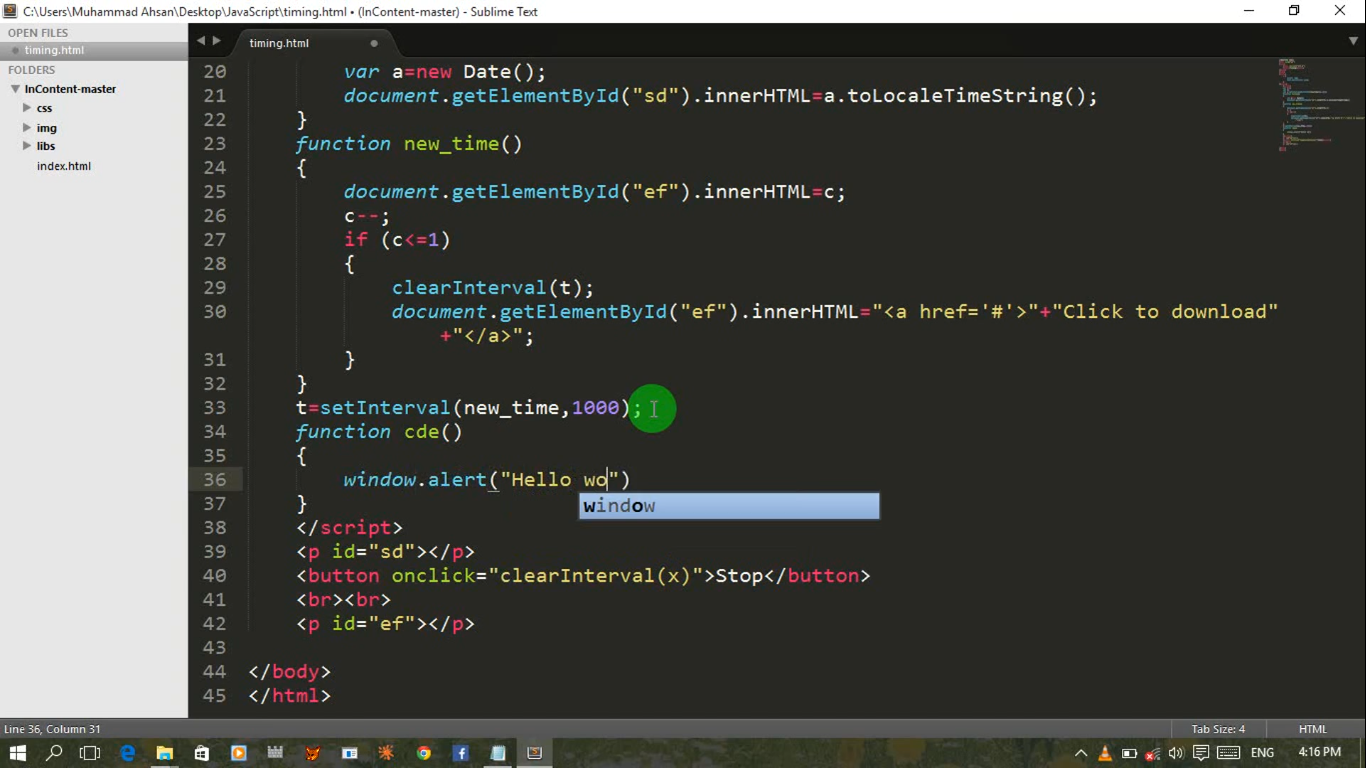 C:\Users\Muhammad Ahsan\Desktop\JavaScript\timing.html • (InContent-master) - Sublime Text
OPEN FILES
timing.html
FOLDERS
InContent-master
css
img
libs
index.html
timing.html
20 var a=new Date();
21 document.getElementById("sd").innerHTML=a.toLocaleTimeString();
22 }
23 function new_time()
24 {
25 document.getElementById("ef").innerHTML=c;
26 c--;
27 if (c<=1)
28 {
29 clearInterval(t);
30 document.getElementById("ef").innerHTML="<a href='#'>"+"Click to download"
+"</a>";
31 }
32 }
33 t=setInterval(new_time,1000);
34 function cde()
35 {
36 window.alert("Hello wo")
window
37 }
38 </script>
39 <p id="sd"></p>
40 <button onclick="clearInterval(x)">Stop</button>
41 <br><br>
42 <p id="ef"></p>
43
44 </body>
45 </html>
Line 36, Column 31
Tab Size: 4
HTML
ENG
4:16 PM